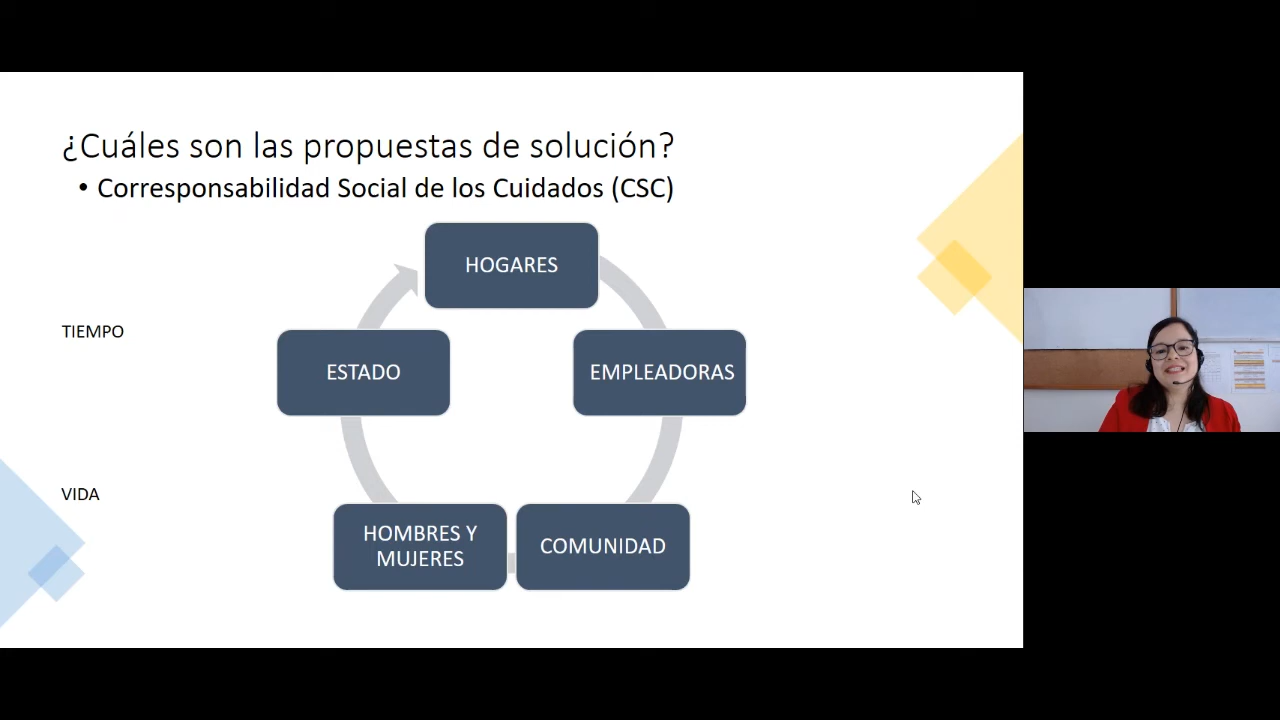 ¿Cuáles son las propuestas de solución?
• Corresponsabilidad Social de los Cuidados (CSC)
HOGARES
TIEMPO
ESTADO
EMPLEADORAS
VIDA
HOMBRES Y
MUJERES
COMUNIDAD